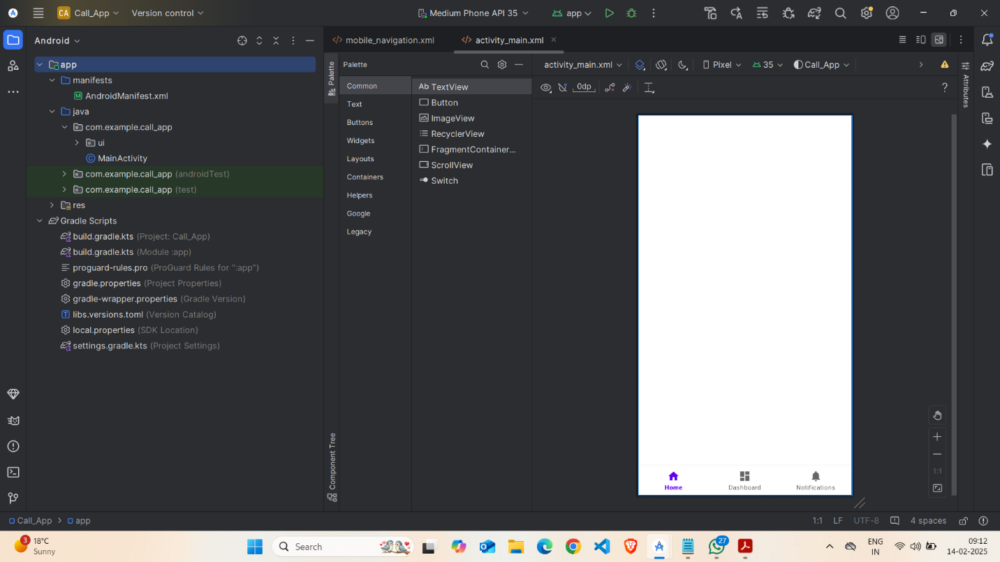 CA Call_App Version control Medium Phone API 35 app
Android
mobile_navigation.xml activity_main.xml
app
manifests
AndroidManifest.xml
java
com.example.call_app
ui
MainActivity
com.example.call_app (androidTest)
com.example.call_app (test)
res
Gradle Scripts
build.gradle.kts (Project: Call_App)
build.gradle.kts (Module :app)
proguard-rules.pro (ProGuard Rules for ":app")
gradle.properties (Project Properties)
gradle-wrapper.properties (Gradle Version)
libs.versions.toml (Version Catalog)
local.properties (SDK Location)
settings.gradle.kts (Project Settings)
Palette
Component Tree
Palette
Common
Text
Buttons
Widgets
Layouts
Containers
Helpers
Google
Legacy
Ab TextView
Button
ImageView
RecyclerView
FragmentContainer...
ScrollView
Switch
activity_main.xml Pixel 35 Call_App
0dp
?
Attributes
Home Dashboard Notifications
1:1
Call_App > app
1:1 LF UTF-8 4 spaces
3
18°C
Sunny
Search
27
ENG
IN
09:12
14-02-2025